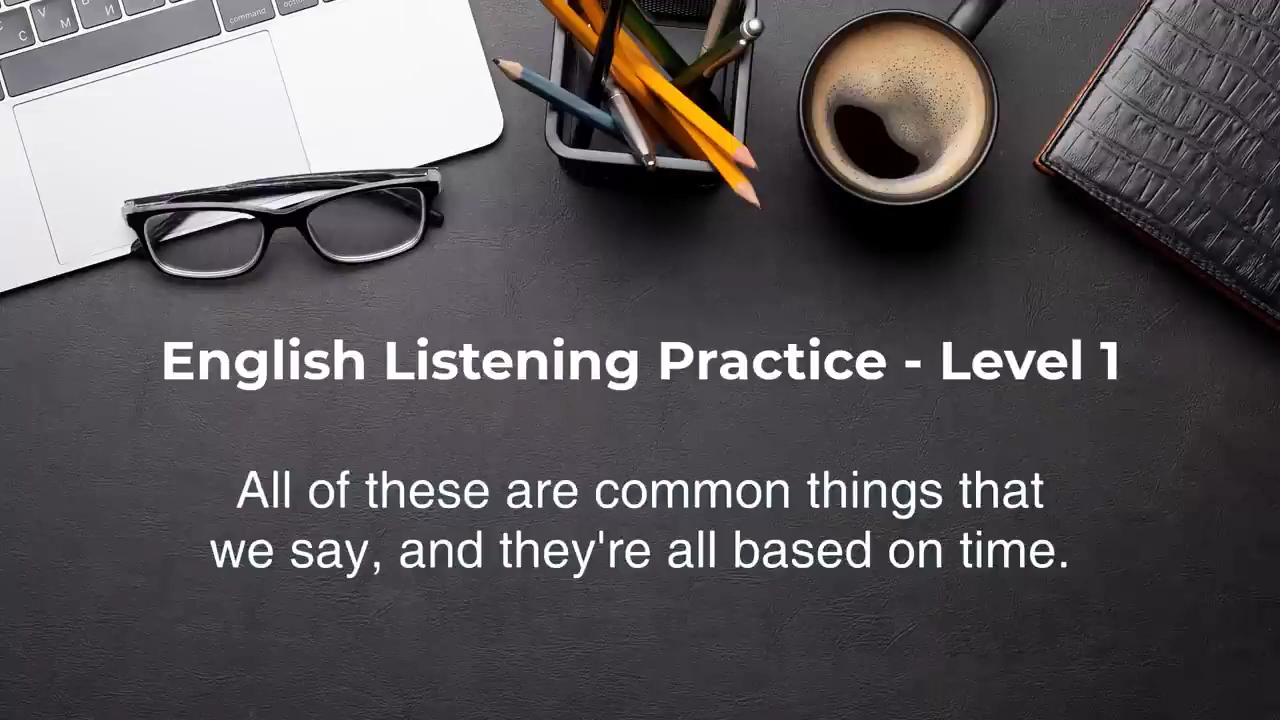 C
М
И
command
English Listening Practice - Level 1
All of these are common things that
we say, and they're all based on time.